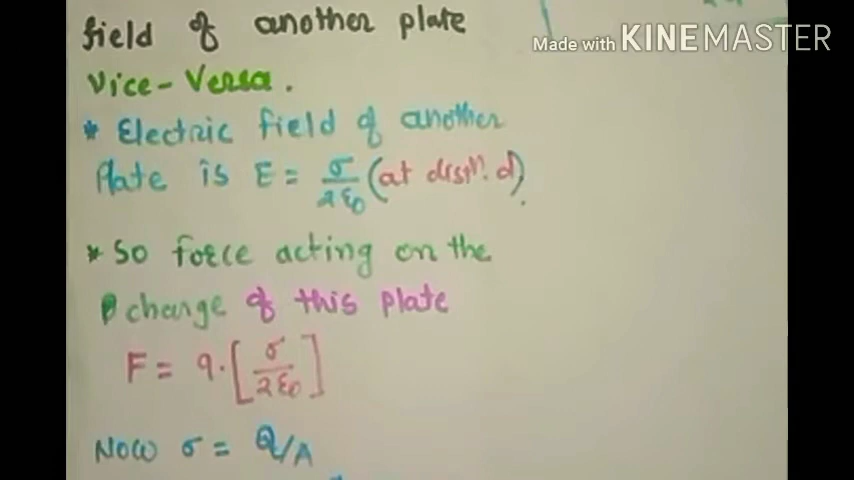 field of another plate
Made with KINEMASTER
Vice-Versa.
* Electric field of another
Plate is E = σ/2ε₀ (at distⁿ. d).
* So force acting on the
charge of this plate
F = q. [σ/2ε₀]
Now σ = Q/A